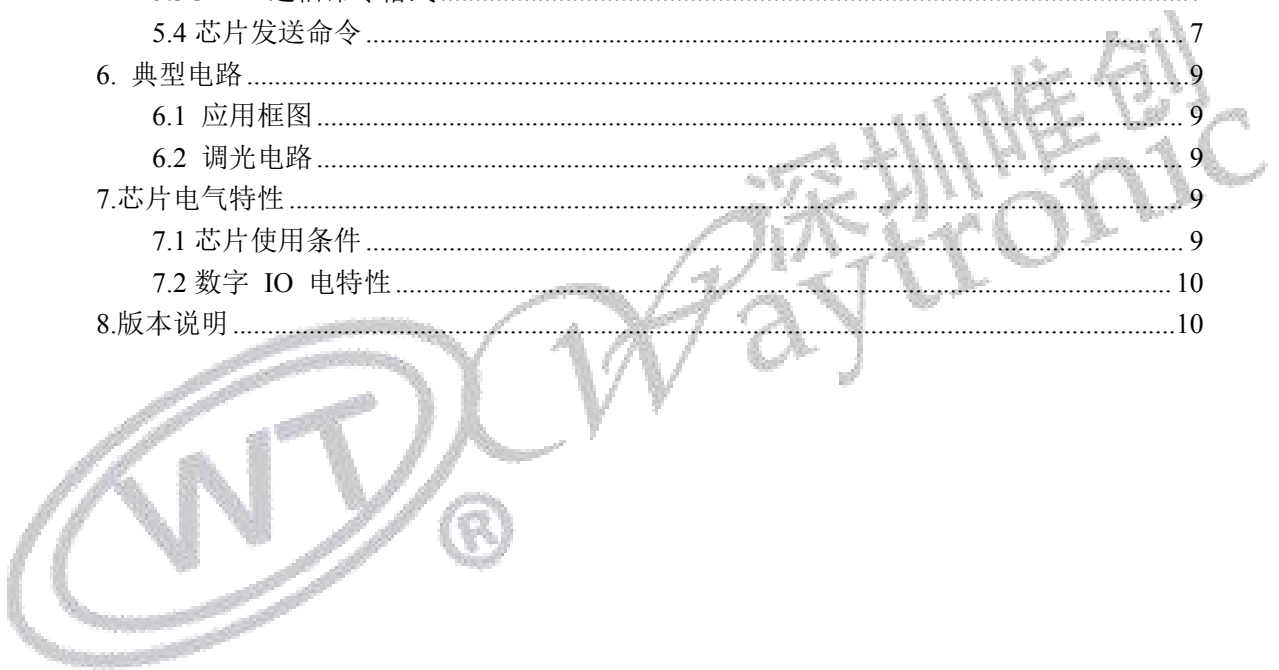 5.4 芯片发送命令 7
6. 典型电路 9
6.1 应用框图 9
6.2 调光电路 9
7.芯片电气特性 9
7.1 芯片使用条件 9
7.2 数字 IO 电特性 10
8.版本说明 10
深圳唯创
Waytronic
WT
®